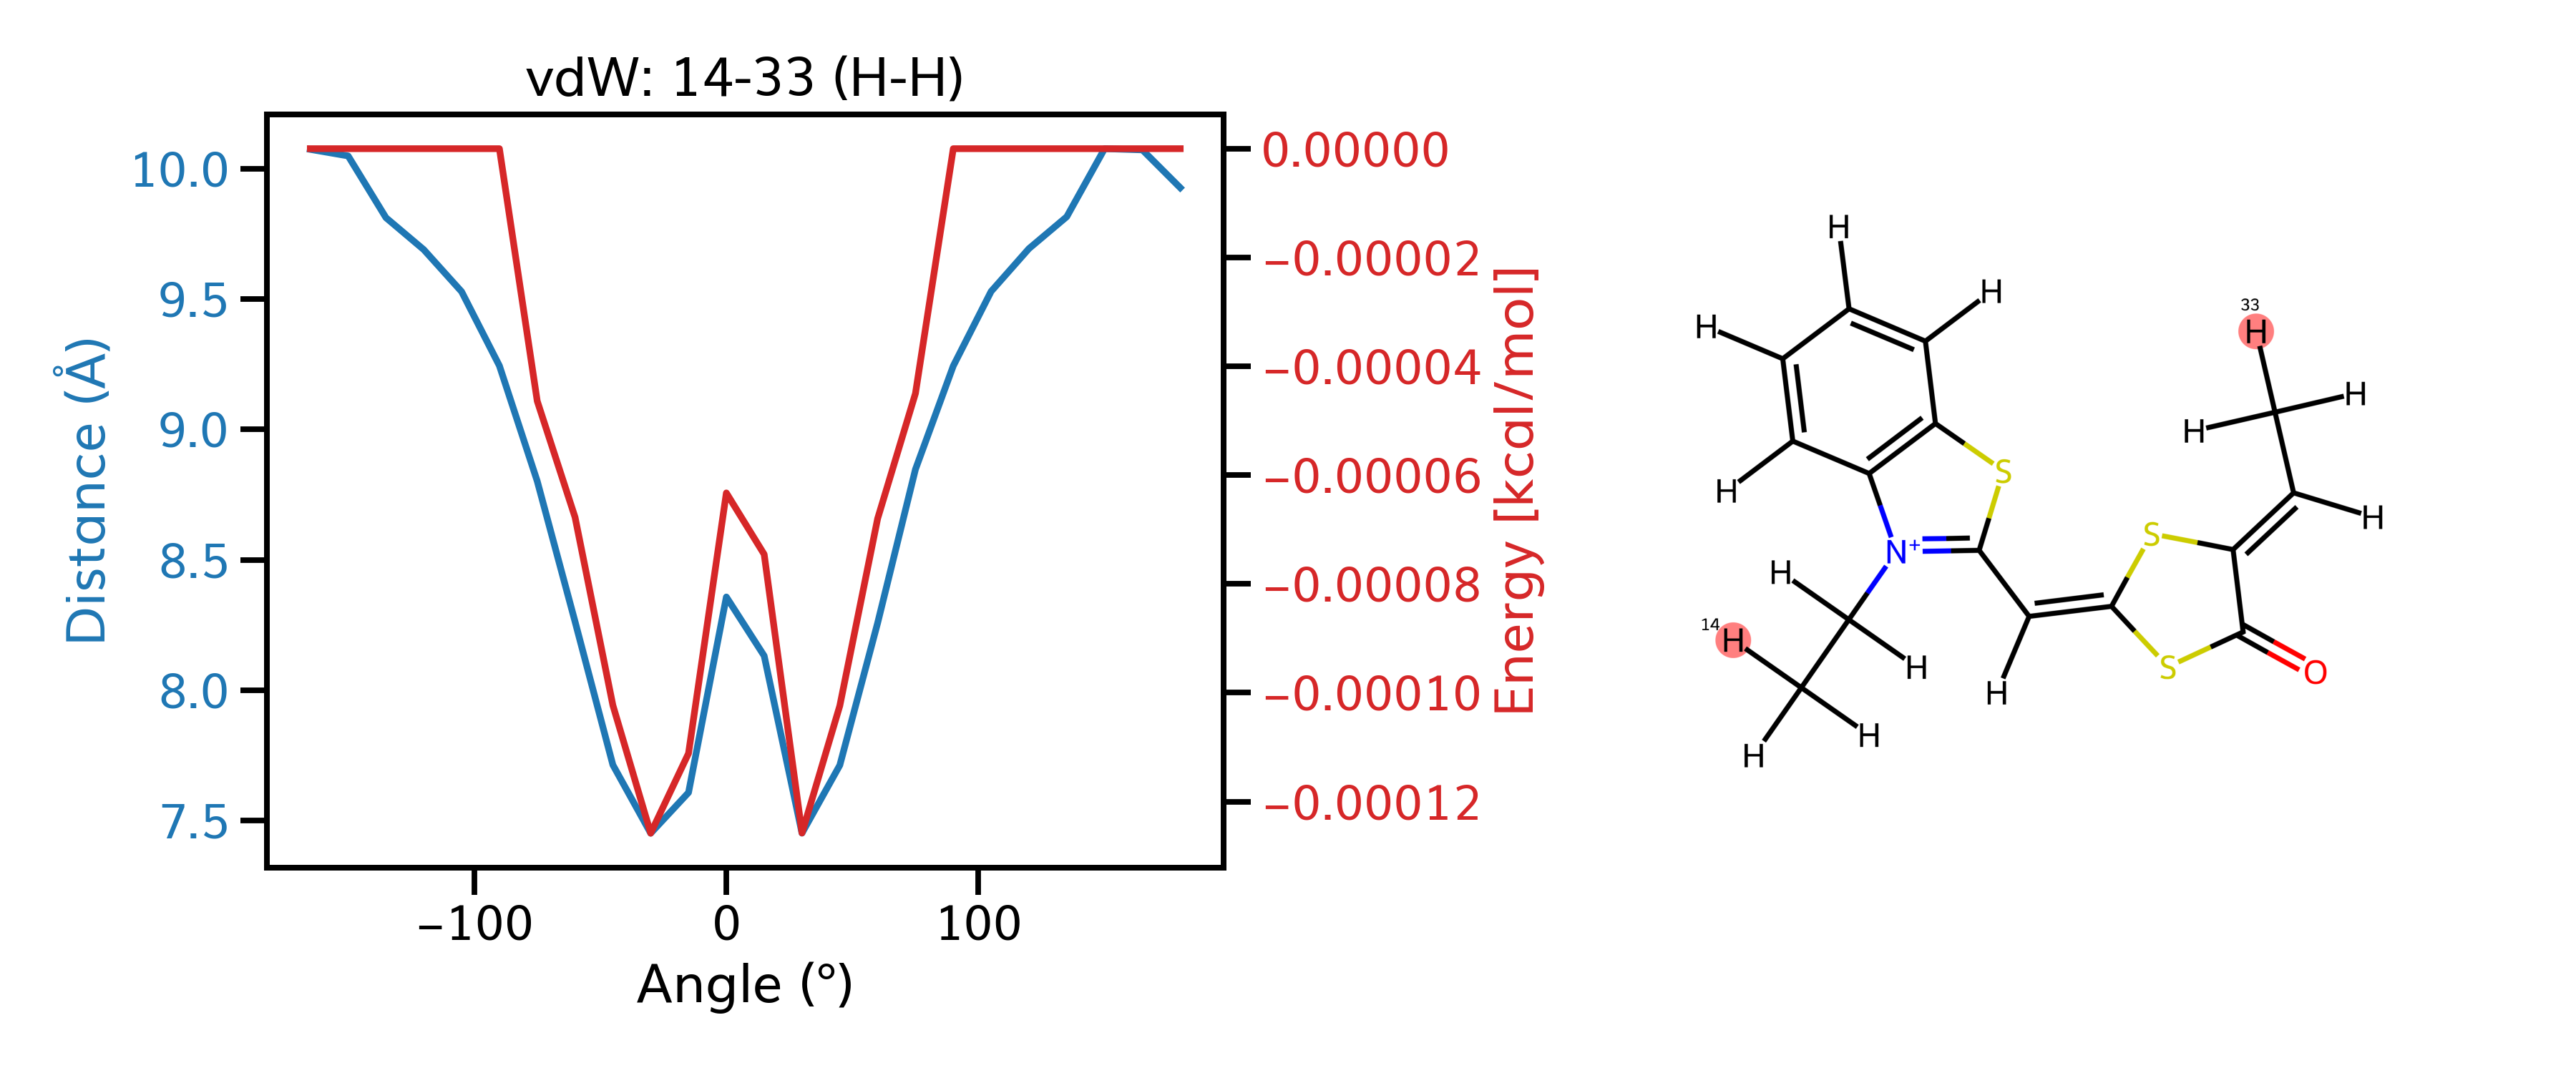 vdW: 14-33 (H-H)
Distance (Å)
10.0
9.5
9.0
8.5
8.0
7.5
0.00000
−0.00002
−0.00004
−0.00006
−0.00008
−0.00010
−0.00012
Energy [kcal/mol]
−100
0
100
Angle (°)
H
H
H
33
H
H
H
H
S
H
H
S
N+
H
14
H
H
H
S
O
H
H